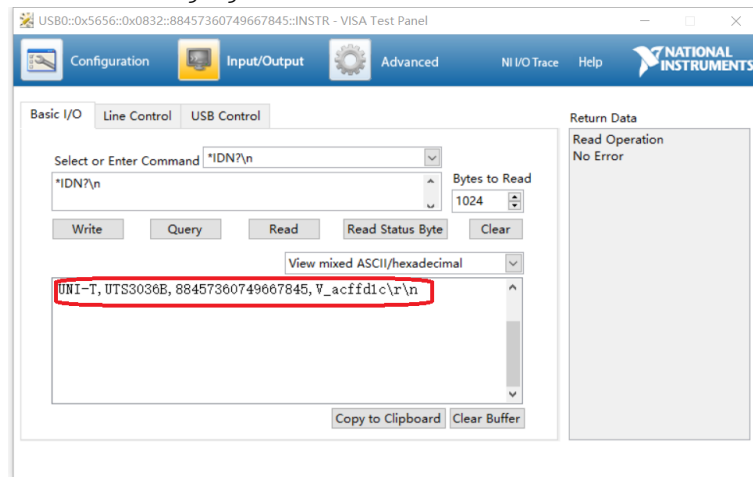 USB0::0x5656::0x0832::88457360749667845::INSTR - VISA Test Panel
Configuration
Input/Output
Advanced
NI I/O Trace
Help
NATIONAL INSTRUMENTS
Basic I/O
Line Control
USB Control
Return Data
Read Operation
No Error
Select or Enter Command
*IDN?\n
*IDN?\n
Bytes to Read
1024
Write
Query
Read
Read Status Byte
Clear
View mixed ASCII/hexadecimal
UNI-T,UTS3036B,88457360749667845,V_acffd1c\r\n
Copy to Clipboard
Clear Buffer